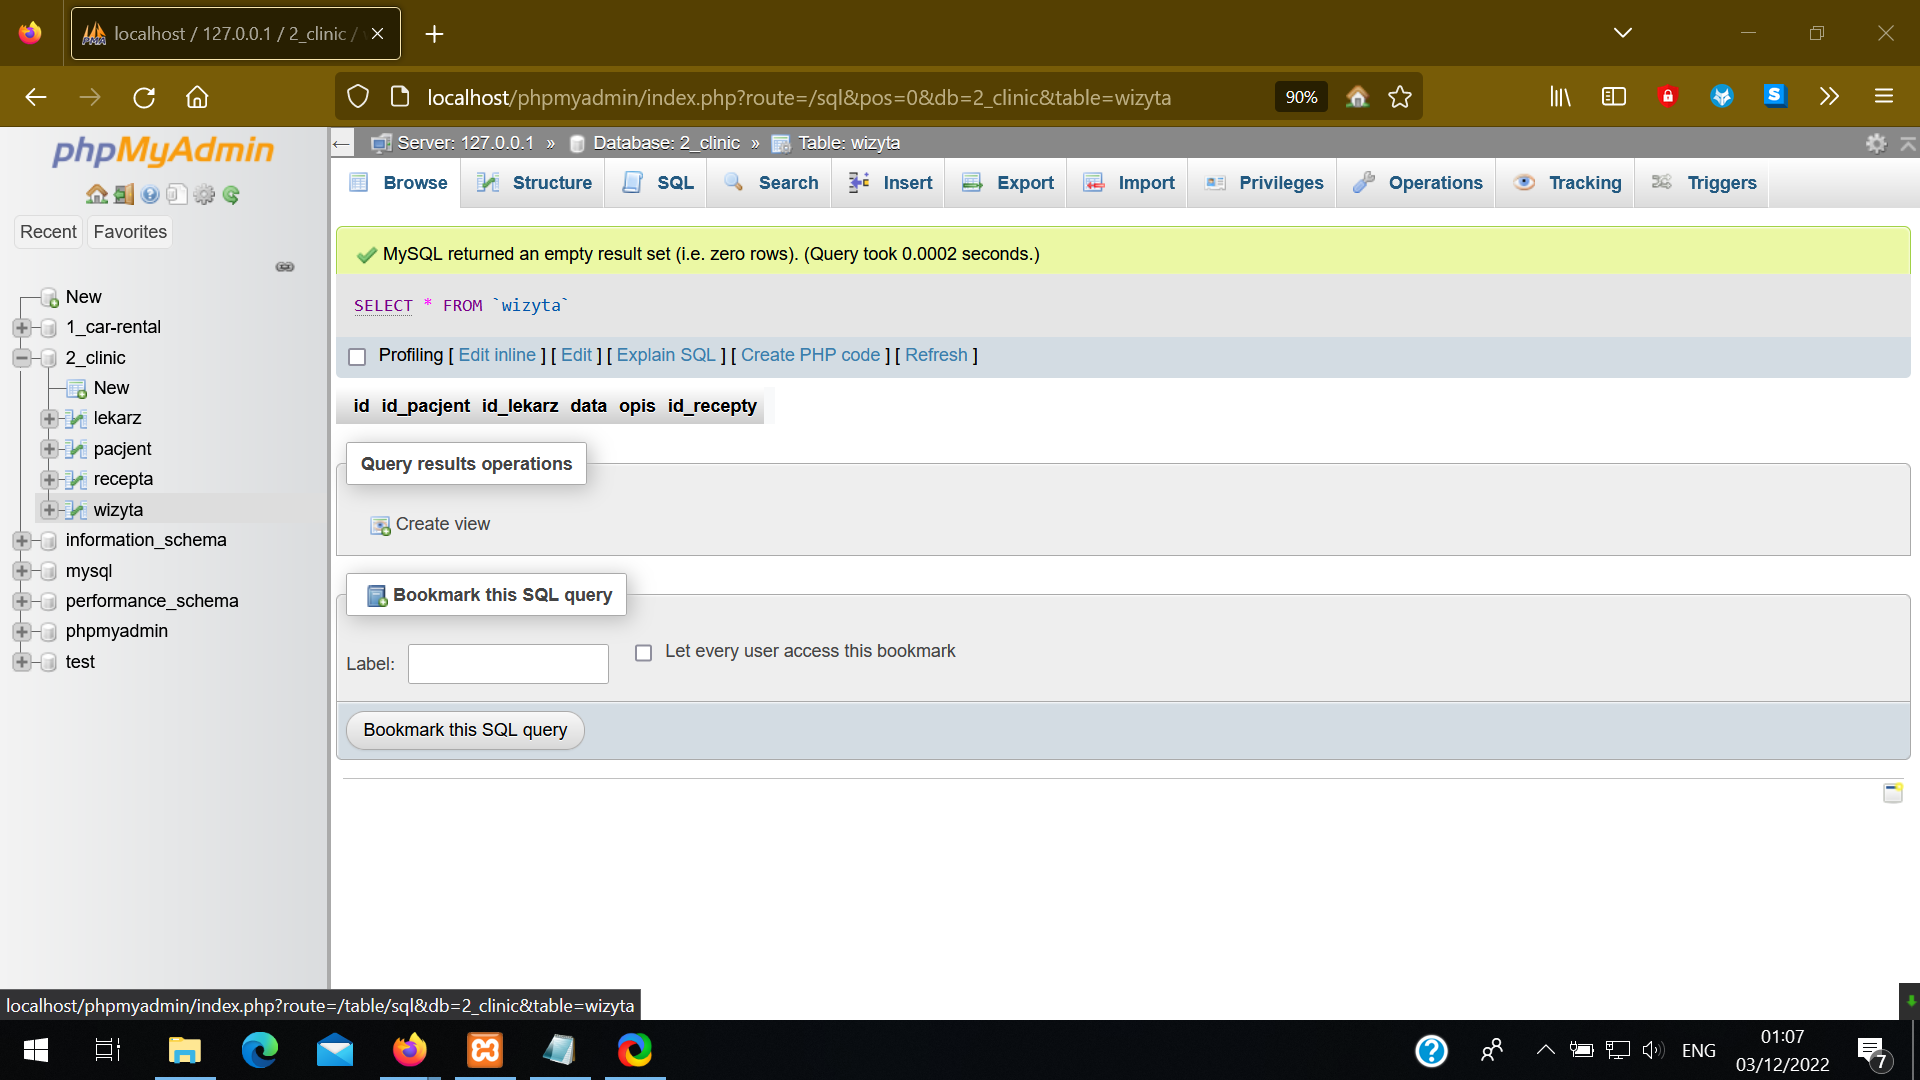 localhost / 127.0.0.1 / 2_clinic /
localhost/phpmyadmin/index.php?route=/sql&pos=0&db=2_clinic&table=wizyta
90%
phpMyAdmin
Recent
Favorites
New
1_car-rental
2_clinic
New
lekarz
pacjent
recepta
wizyta
information_schema
mysql
performance_schema
phpmyadmin
test
Server: 127.0.0.1 » Database: 2_clinic » Table: wizyta
Browse Structure SQL Search Insert Export Import Privileges Operations Tracking Triggers
MySQL returned an empty result set (i.e. zero rows). (Query took 0.0002 seconds.)
SELECT * FROM `wizyta`
Profiling [ Edit inline ] [ Edit ] [ Explain SQL ] [ Create PHP code ] [ Refresh ]
id id_pacjent id_lekarz data opis id_recepty
Query results operations
Create view
Bookmark this SQL query
Label:
Let every user access this bookmark
Bookmark this SQL query
localhost/phpmyadmin/index.php?route=/table/sql&db=2_clinic&table=wizyta
ENG
01:07
03/12/2022
7